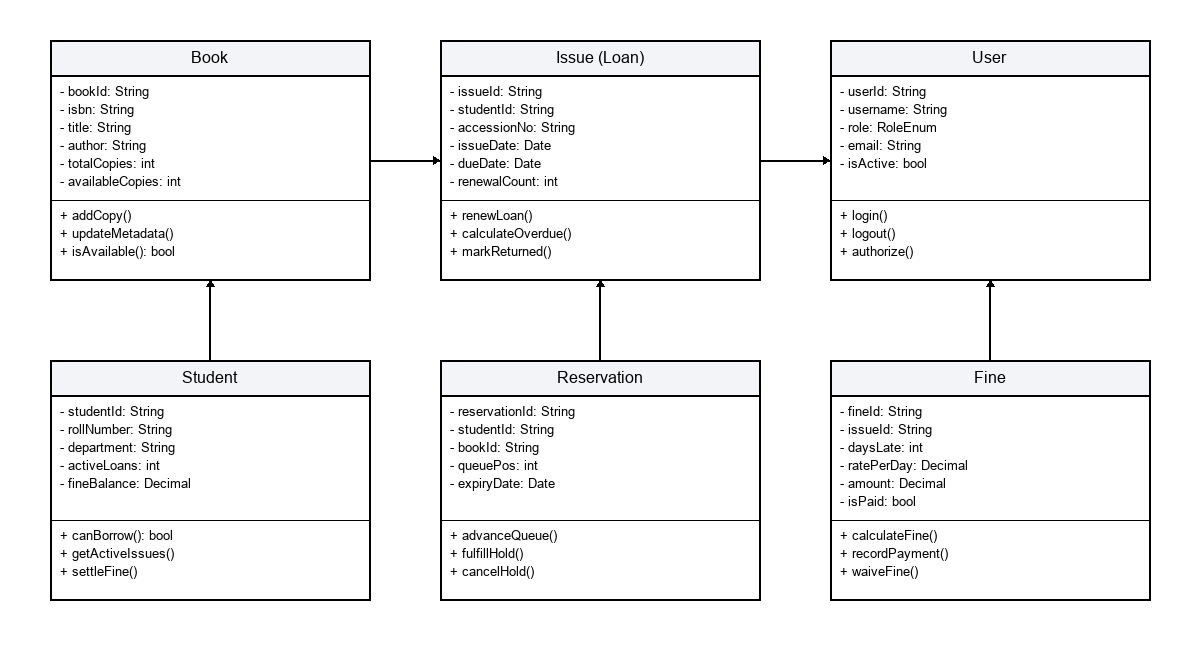 Book
- bookId: String
- isbn: String
- title: String
- author: String
- totalCopies: int
- availableCopies: int
+ addCopy()
+ updateMetadata()
+ isAvailable(): bool
Issue (Loan)
- issueId: String
- studentId: String
- accessionNo: String
- issueDate: Date
- dueDate: Date
- renewalCount: int
+ renewLoan()
+ calculateOverdue()
+ markReturned()
User
- userId: String
- username: String
- role: RoleEnum
- email: String
- isActive: bool
+ login()
+ logout()
+ authorize()
Student
- studentId: String
- rollNumber: String
- department: String
- activeLoans: int
- fineBalance: Decimal
+ canBorrow(): bool
+ getActiveIssues()
+ settleFine()
Reservation
- reservationId: String
- studentId: String
- bookId: String
- queuePos: int
- expiryDate: Date
+ advanceQueue()
+ fulfillHold()
+ cancelHold()
Fine
- fineId: String
- issueId: String
- daysLate: int
- ratePerDay: Decimal
- amount: Decimal
- isPaid: bool
+ calculateFine()
+ recordPayment()
+ waiveFine()